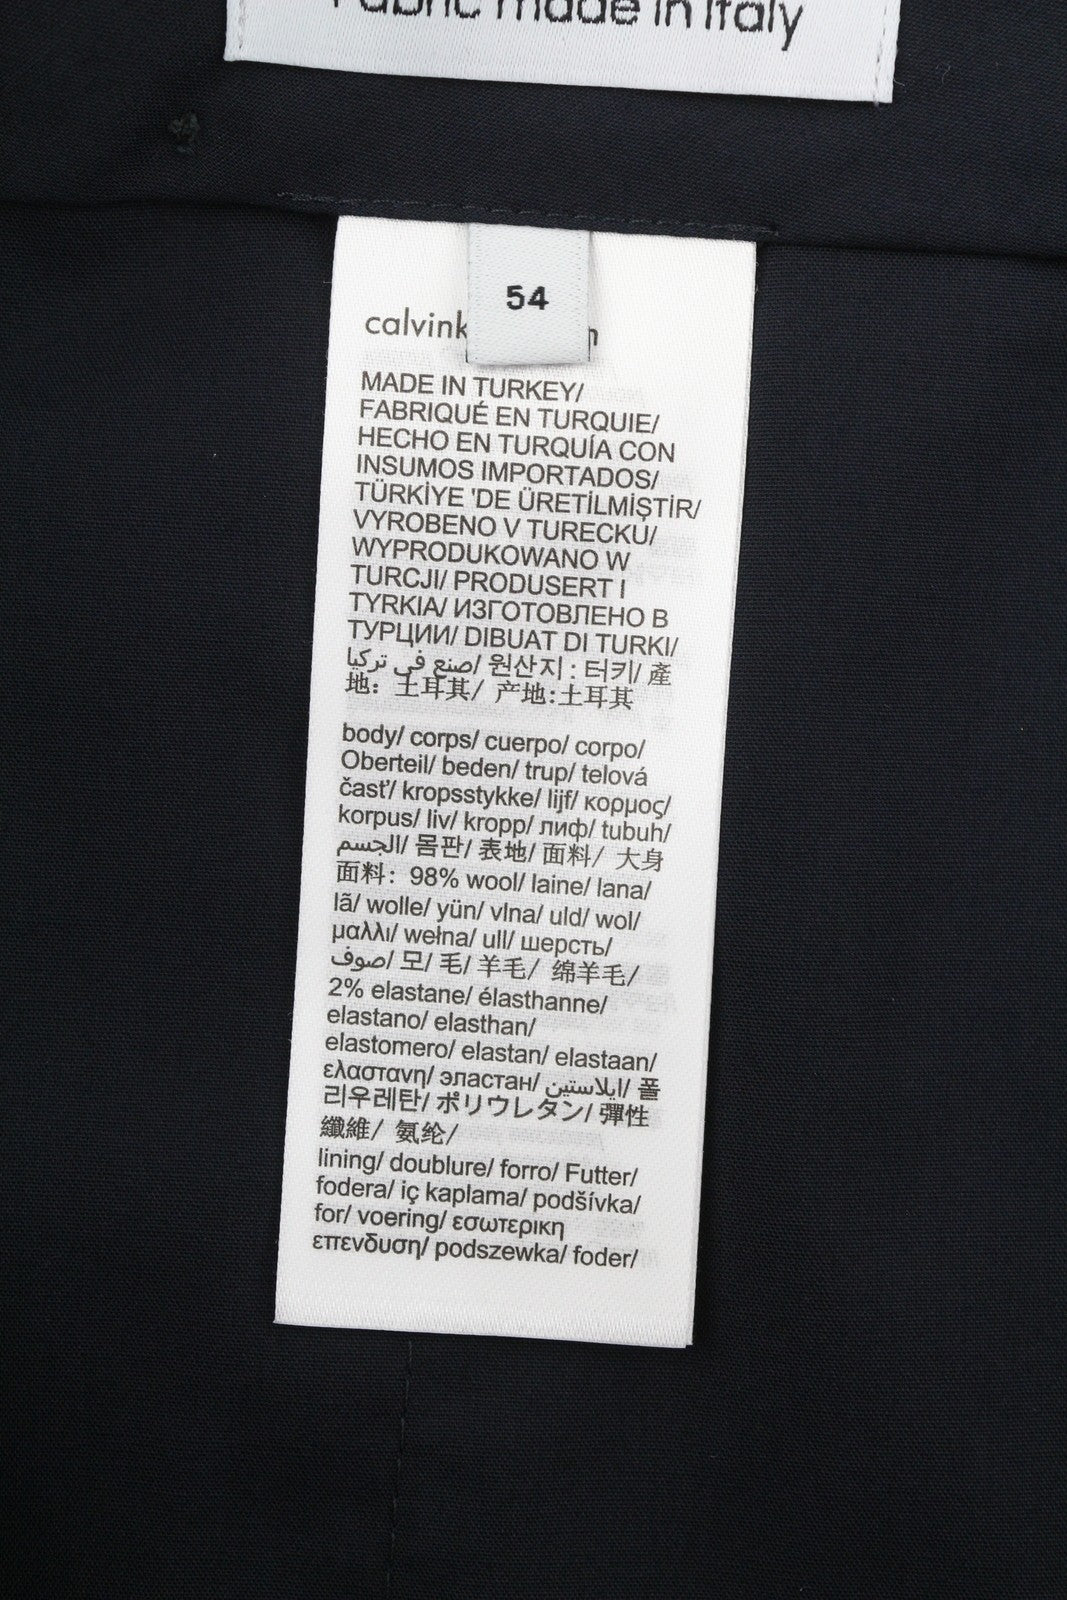 Fabric made in Italy
54
calvink
MADE IN TURKEY/
FABRIQUÉ EN TURQUIE/
HECHO EN TURQUÍA CON
INSUMOS IMPORTADOS/
TÜRKİYE 'DE ÜRETİLMİŞTİR/
VYROBENO V TURECKU/
WYPRODUKOWANO W
TURCJI/ PRODUSERT I
TYRKIA/ ИЗГОТОВЛЕНО В
ТУРЦИИ/ DIBUAT DI TURKI/
صنع في تركيا/ 원산지 : 터키/ 產
地：土耳其/ 产地:土耳其
body/ corps/ cuerpo/ corpo/
Oberteil/ beden/ trup/ telová
časť/ kropsstykke/ lijf/ κορμος/
korpus/ liv/ kropp/ лиф/ tubuh/
الجسم/ 몸판/ 表地/ 面料/ 大身
面料：98% wool/ laine/ lana/
lã/ wolle/ yün/ vlna/ uld/ wol/
μαλλι/ wełna/ ull/ шерсть/
صوف/ 모/ 毛/ 羊毛/ 绵羊毛/
2% elastane/ élasthanne/
elastano/ elasthan/
elastomero/ elastan/ elastaan/
ελαστανη/ эластан/ إيلاستين/ 폴
리우레탄/ ポリウレタン/ 彈性
纖維/ 氨纶/
lining/ doublure/ forro/ Futter/
fodera/ iç kaplama/ podšívka/
for/ voering/ εσωτερικη
επενδυση/ podszewka/ foder/